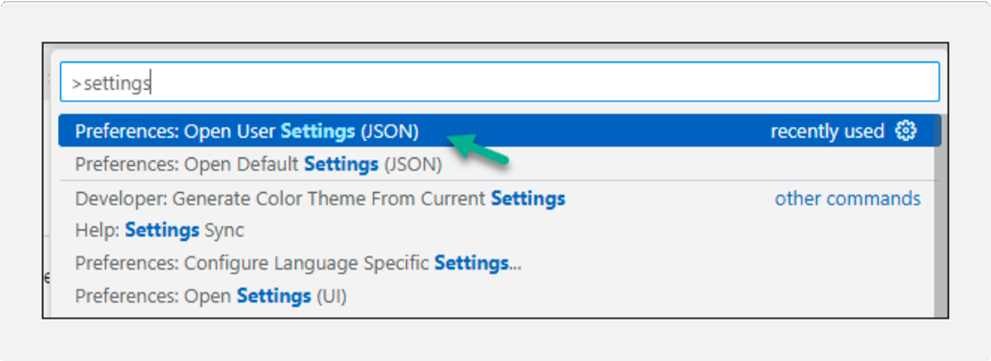 >settings
Preferences: Open User Settings (JSON) recently used
Preferences: Open Default Settings (JSON)
Developer: Generate Color Theme From Current Settings other commands
Help: Settings Sync
Preferences: Configure Language Specific Settings...
Preferences: Open Settings (UI)